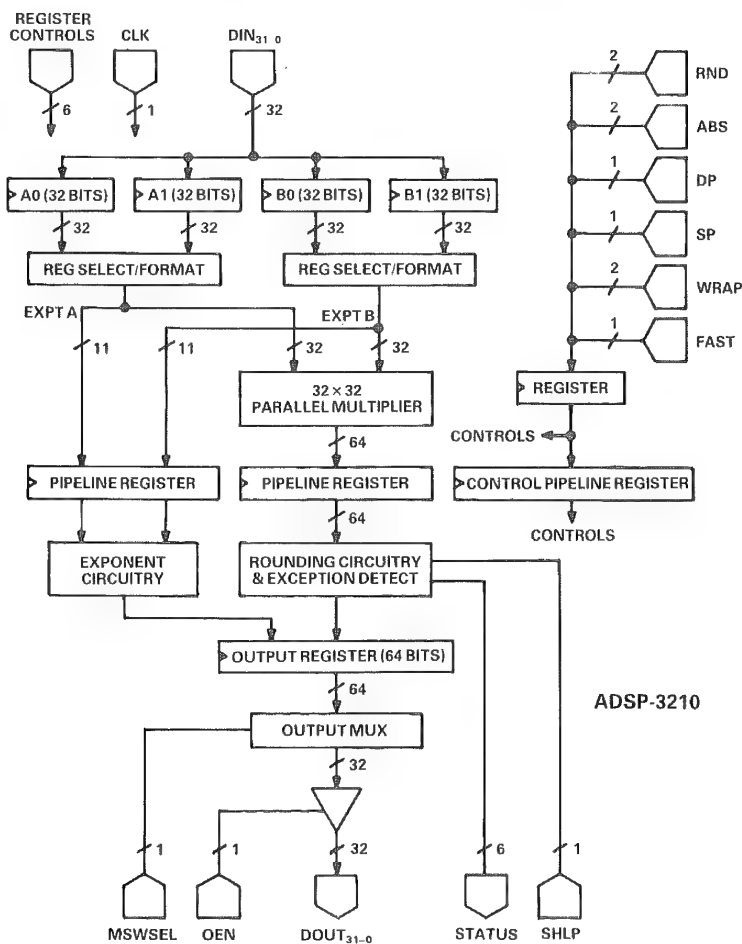 REGISTER
CONTROLS
CLK
DIN31 0
6
1
32
A0 (32 BITS)
A1 (32 BITS)
B0 (32 BITS)
B1 (32 BITS)
32
32
32
32
REG SELECT/FORMAT
REG SELECT/FORMAT
EXPT A
EXPT B
11
11
32
32
32 × 32
PARALLEL MULTIPLIER
64
PIPELINE REGISTER
PIPELINE REGISTER
64
EXPONENT
CIRCUITRY
ROUNDING CIRCUITRY
& EXCEPTION DETECT
OUTPUT REGISTER (64 BITS)
64
OUTPUT MUX
32
1
1
32
6
1
MSWSEL
OEN
DOUT31–0
STATUS
SHLP
2
RND
2
ABS
1
DP
1
SP
2
WRAP
1
FAST
REGISTER
CONTROLS
CONTROL PIPELINE REGISTER
CONTROLS
ADSP-3210